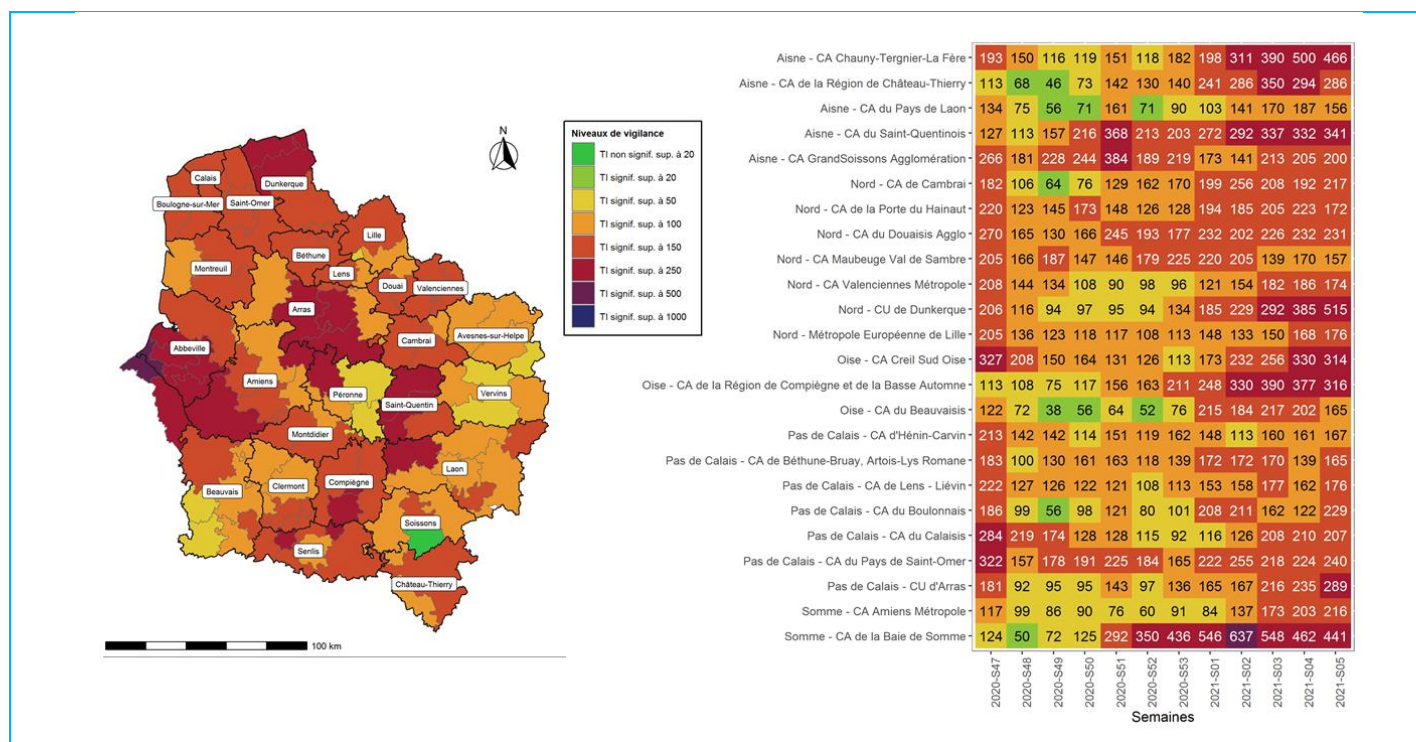 N
Calais
Dunkerque
Boulogne-sur-Mer
Saint-Omer
Lille
Béthune
Montreuil
Lens
Douai
Valenciennes
Arras
Cambrai
Avesnes-sur-Helpe
Abbeville
Amiens
Péronne
Vervins
Saint-Quentin
Montdidier
Laon
Compiègne
Clermont
Beauvais
Soissons
Senlis
Château-Thierry
100 km
Niveaux de vigilance
TI non signif. sup. à 20
TI signif. sup. à 20
TI signif. sup. à 50
TI signif. sup. à 100
TI signif. sup. à 150
TI signif. sup. à 250
TI signif. sup. à 500
TI signif. sup. à 1000
Aisne - CA Chauny-Tergnier-La Fère 193 150 116 119 151 118 182 198 311 390 500 466
Aisne - CA de la Région de Château-Thierry 113 68 46 73 142 130 140 241 286 350 294 286
Aisne - CA du Pays de Laon 134 75 56 71 161 71 90 103 141 170 187 156
Aisne - CA du Saint-Quentinois 127 113 157 216 368 213 203 272 292 337 332 341
Aisne - CA GrandSoissons Agglomération 266 181 228 244 384 189 219 173 141 213 205 200
Nord - CA de Cambrai 182 106 64 76 129 162 170 199 256 208 192 217
Nord - CA de la Porte du Hainaut 220 123 145 173 148 126 128 194 185 205 223 172
Nord - CA du Douaisis Agglo 270 165 130 166 245 193 177 232 202 226 232 231
Nord - CA Maubeuge Val de Sambre 205 166 187 147 146 179 225 220 205 139 170 157
Nord - CA Valenciennes Métropole 208 144 134 108 90 98 96 121 154 182 186 174
Nord - CU de Dunkerque 206 116 94 97 95 94 134 185 229 292 385 515
Nord - Métropole Européenne de Lille 205 136 123 118 117 108 113 148 133 150 168 176
Oise - CA Creil Sud Oise 327 208 150 164 131 126 113 173 232 256 330 314
Oise - CA de la Région de Compiègne et de la Basse Automne 113 108 75 117 156 163 211 248 330 390 377 316
Oise - CA du Beauvaisis 122 72 38 56 64 52 76 215 184 217 202 165
Pas de Calais - CA d'Hénin-Carvin 213 142 142 114 151 119 162 148 113 160 161 167
Pas de Calais - CA de Béthune-Bruay, Artois-Lys Romane 183 100 130 161 163 118 139 172 172 170 139 165
Pas de Calais - CA de Lens - Liévin 222 127 126 122 121 108 113 153 158 177 162 176
Pas de Calais - CA du Boulonnais 186 99 56 98 121 80 101 208 211 162 122 229
Pas de Calais - CA du Calaisis 284 219 174 128 128 115 92 116 126 208 210 207
Pas de Calais - CA du Pays de Saint-Omer 322 157 178 191 225 184 165 222 255 218 224 240
Pas de Calais - CU d'Arras 181 92 95 95 143 97 136 165 167 216 235 289
Somme - CA Amiens Métropole 117 99 86 90 76 60 91 84 137 173 203 216
Somme - CA de la Baie de Somme 124 50 72 125 292 350 436 546 637 548 462 441
2020-S47 2020-S48 2020-S49 2020-S50 2020-S51 2020-S52 2020-S53 2021-S01 2021-S02 2021-S03 2021-S04 2021-S05
Semaines